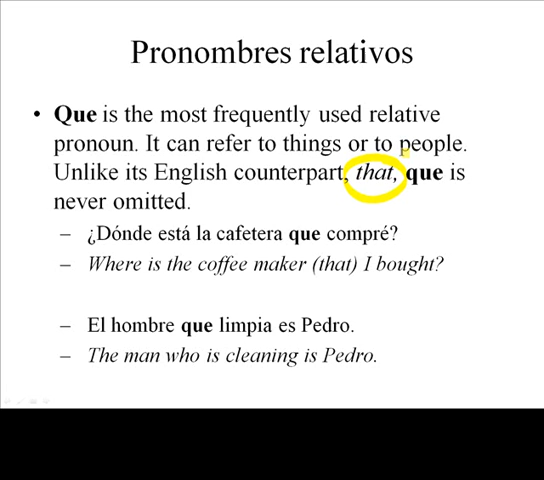 Pronombres relativos
• Que is the most frequently used relative
pronoun. It can refer to things or to people.
Unlike its English counterpart, that, que is
never omitted.
– ¿Dónde está la cafetera que compré?
– Where is the coffee maker (that) I bought?
– El hombre que limpia es Pedro.
– The man who is cleaning is Pedro.